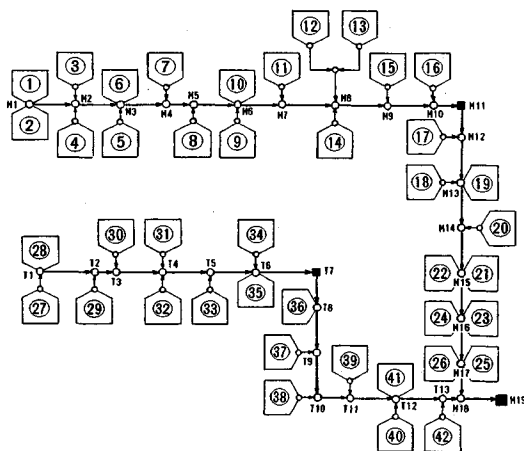 ⑫ ⑬
① ③ ⑥ ⑦ ⑩ ⑪ ⑮ ⑯
M1 M2 M3 M4 M5 M6 M7 M8 M9 M10 M11
② ④ ⑤ ⑧ ⑨ ⑭
⑰ M12
⑱ M13 ⑲
M14 ⑳
㉘ ㉚ ㉛ ㉞
T1 T2 T3 T4 T5 T6 T7
㉗ ㉙ ㉜ ㉝ ㉟
㉒ M15 ㉑
㊱ T8
㉔ M16 ㉓
㊲ T9
㊴ ㊶
㉖ M17 ㉕
㊳ T10 T11 T12 T13 M18 M19
㊵ ㊷